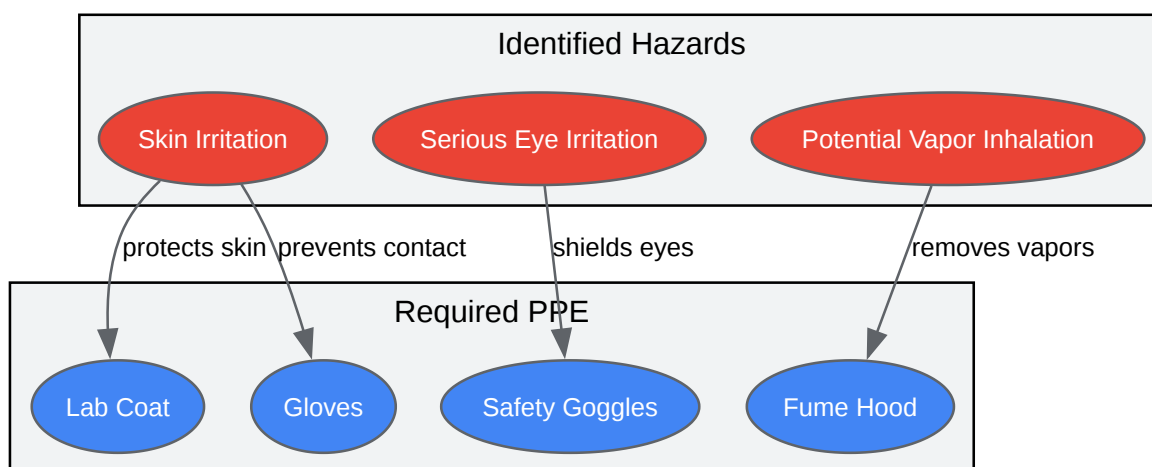 Identified Hazards
Skin Irritation
Serious Eye Irritation
Potential Vapor Inhalation
protects skin
prevents contact
shields eyes
removes vapors
Required PPE
Lab Coat
Gloves
Safety Goggles
Fume Hood